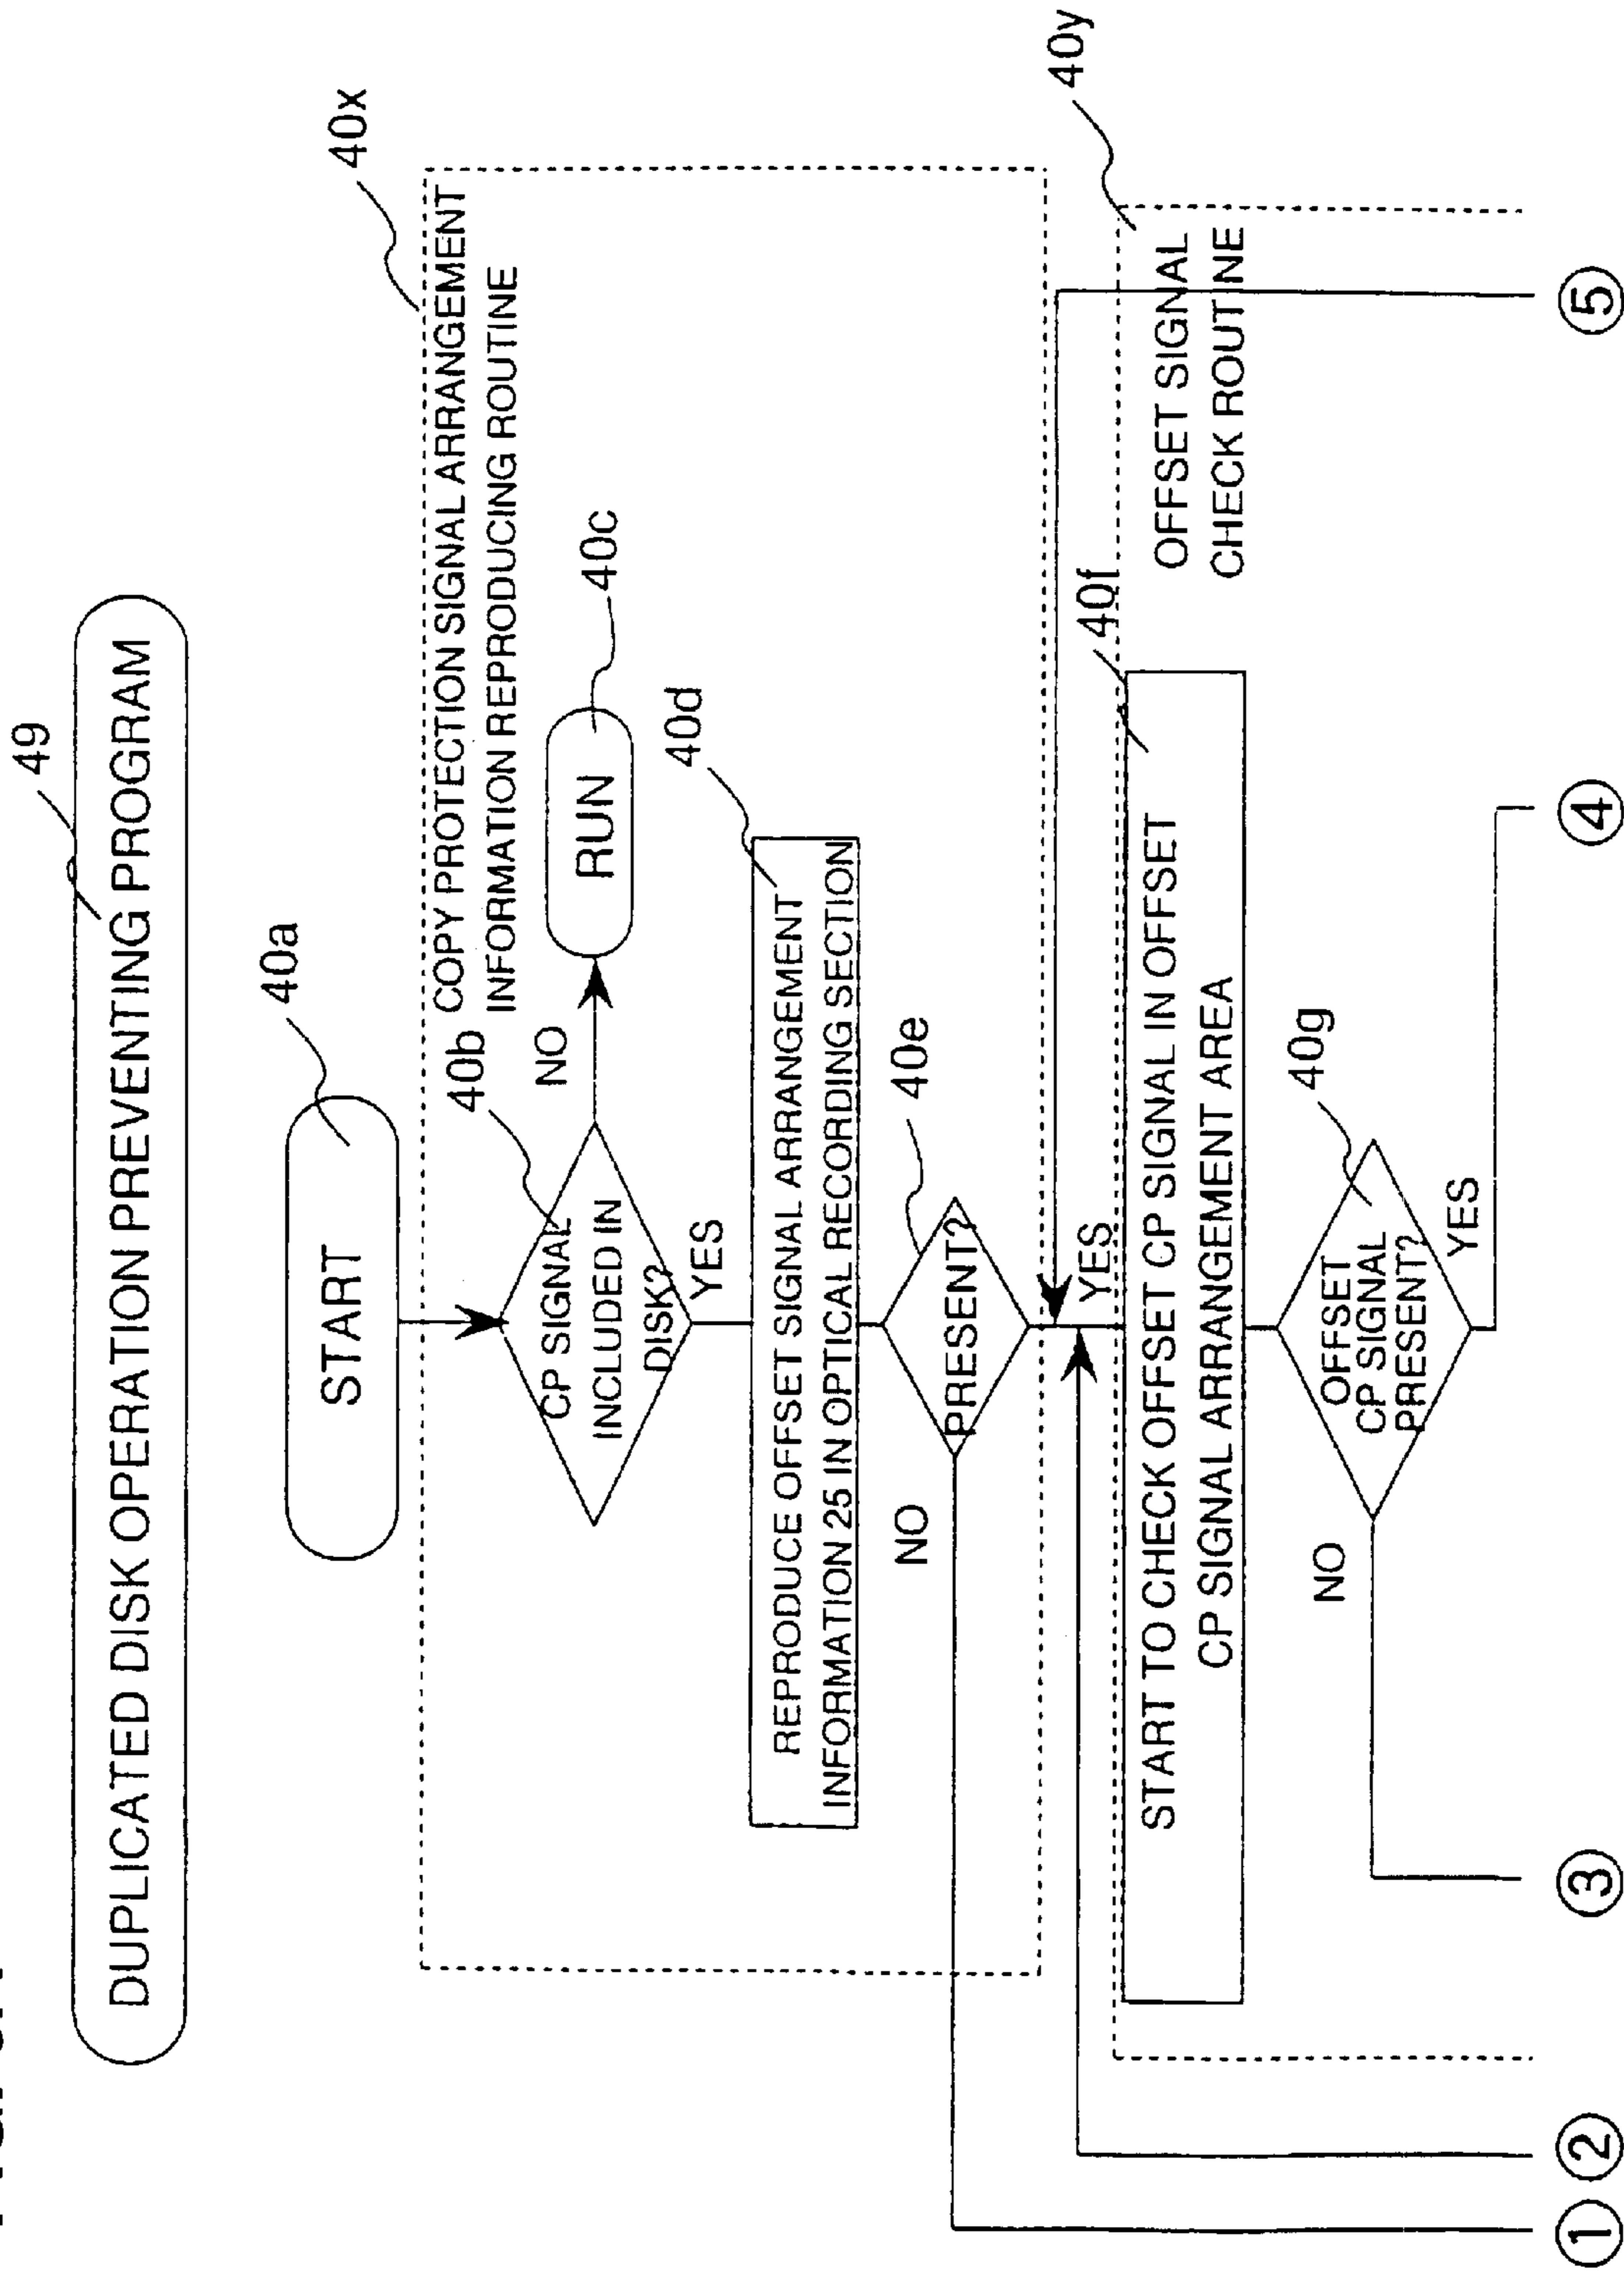 49
DUPLICATED DISK OPERATION PREVENTING PROGRAM
40a
START
40x
COPY PROTECTION SIGNAL ARRANGEMENT
INFORMATION REPRODUCING ROUTINE
40b
CP SIGNAL
INCLUDED IN
DISK?
NO
40c
RUN
YES
40d
REPRODUCE OFFSET SIGNAL ARRANGEMENT
INFORMATION 25 IN OPTICAL RECORDING SECTION
40e
PRESENT?
NO
YES
40y
OFFSET SIGNAL
CHECK ROUTINE
40f
START TO CHECK OFFSET CP SIGNAL IN OFFSET
CP SIGNAL ARRANGEMENT AREA
40g
OFFSET
CP SIGNAL
PRESENT?
NO
YES
① ② ③ ④ ⑤